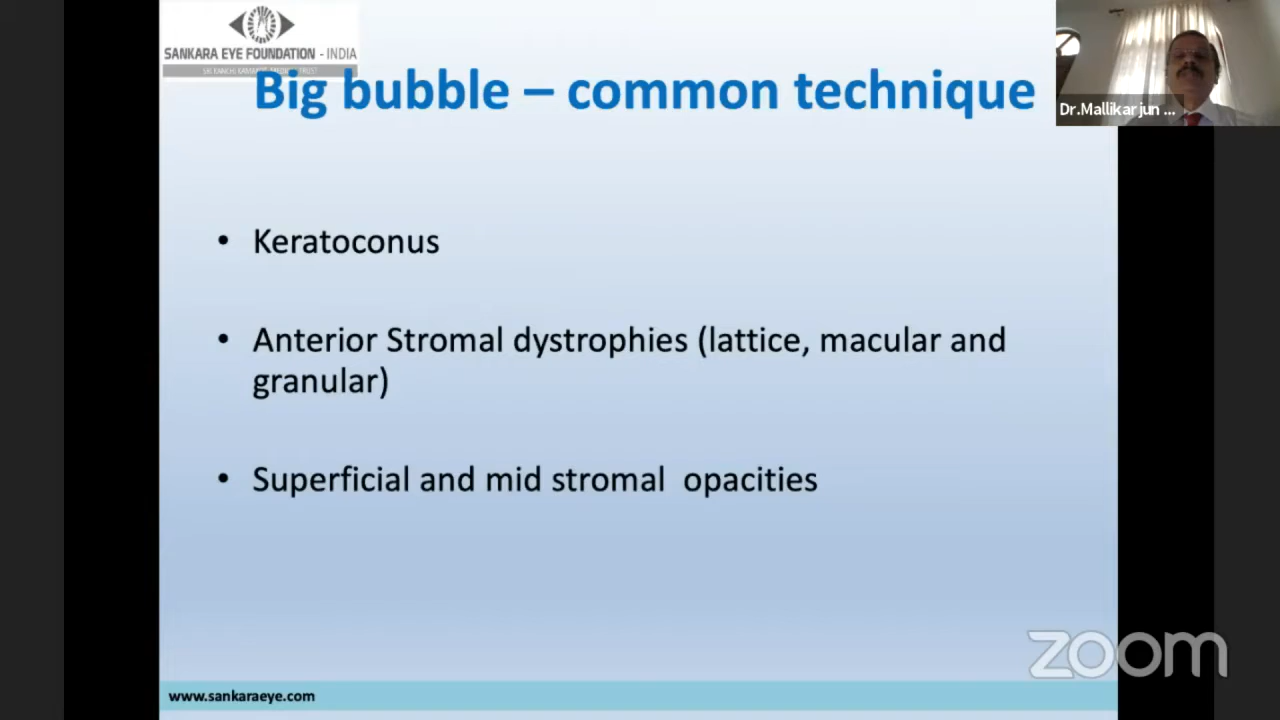 SANKARA EYE FOUNDATION - INDIA
Big bubble – common technique
Dr.Mallikarjun ...
• Keratoconus
• Anterior Stromal dystrophies (lattice, macular and
granular)
• Superficial and mid stromal opacities
zoom
www.sankaraeye.com